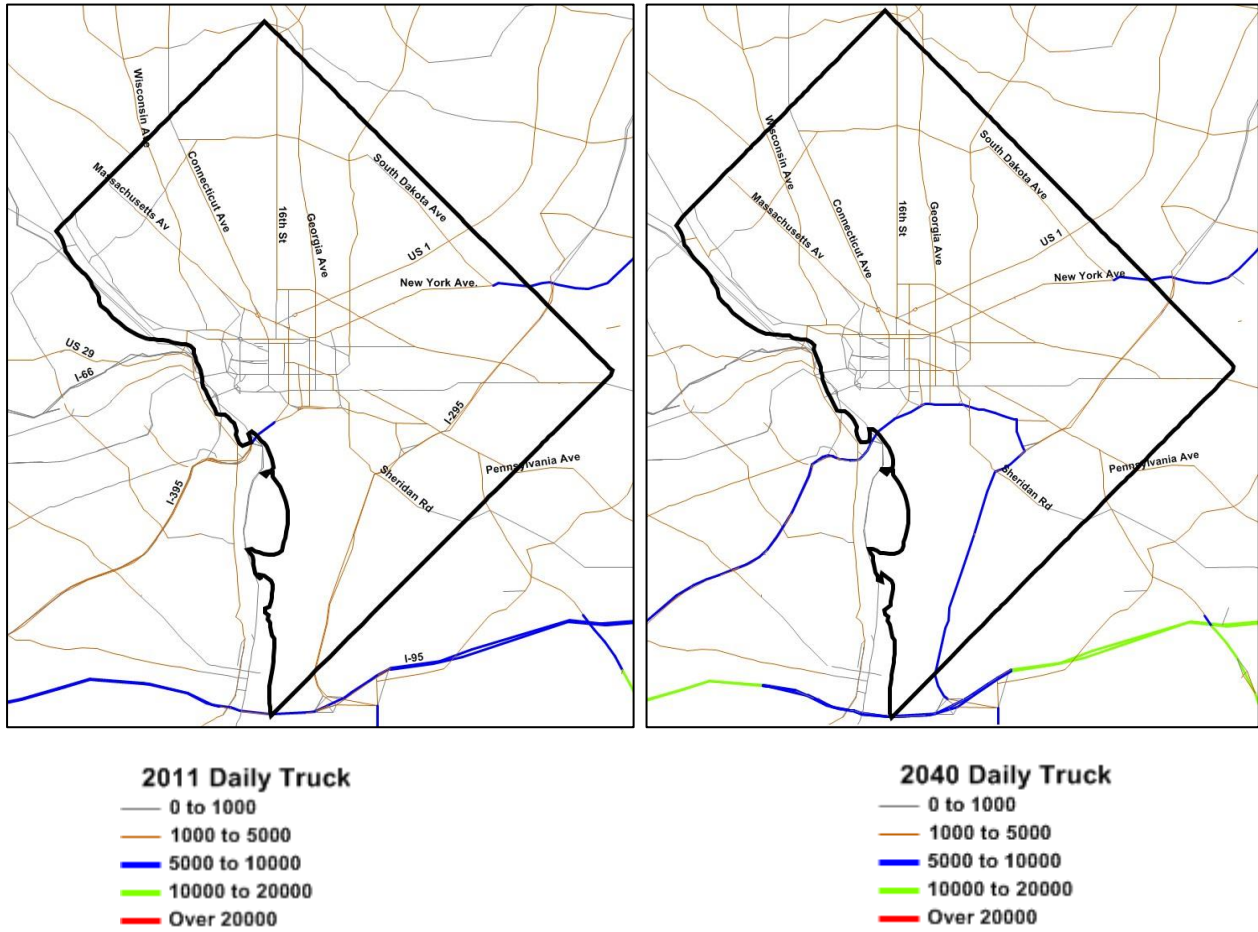 Wisconsin Ave
Massachusetts Av
Connecticut Ave
16th St
Georgia Ave
South Dakota Ave
US 1
New York Ave.
US 29
I-66
I-295
I-395
Pennsylvania Ave
Sheridan Rd
I-95
Wisconsin Ave
Massachusetts Av
Connecticut Ave
16th St
Georgia Ave
South Dakota Ave
US 1
New York Ave
Sheridan Rd
Pennsylvania Ave
2011 Daily Truck
0 to 1000
1000 to 5000
5000 to 10000
10000 to 20000
Over 20000
2040 Daily Truck
0 to 1000
1000 to 5000
5000 to 10000
10000 to 20000
Over 20000